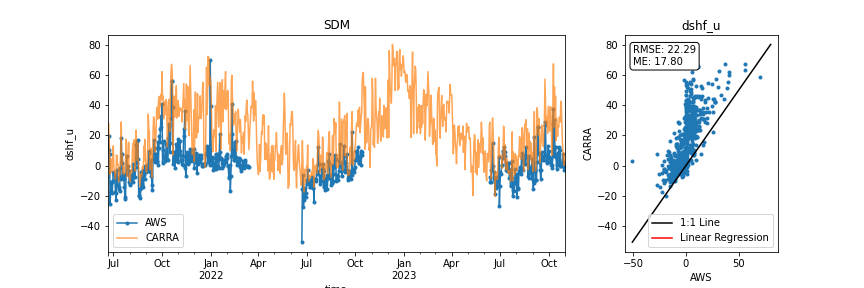 SDM
dshf_u
80
60
40
20
0
−20
−40
AWS
CARRA
Jul
Oct
Jan
2022
Apr
Jul
Oct
Jan
2023
Apr
Jul
Oct
time
dshf_u
dshf_u
RMSE: 22.29
ME: 17.80
80
60
40
20
0
−20
−40
CARRA
1:1 Line
Linear Regression
−50
0
50
AWS